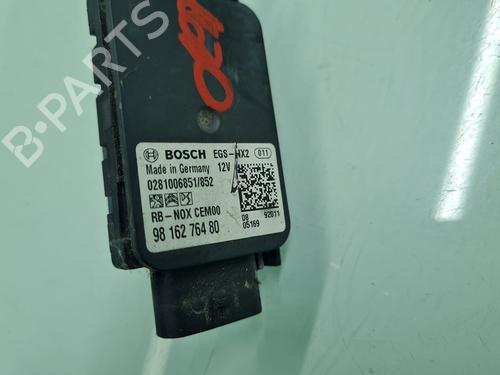 B-PARTS
BOSCH EGS-NX2 011
Made in Germany 12V
0281006851/852
RB-NOX CEM00
98 162 764 80
08 92011
05169